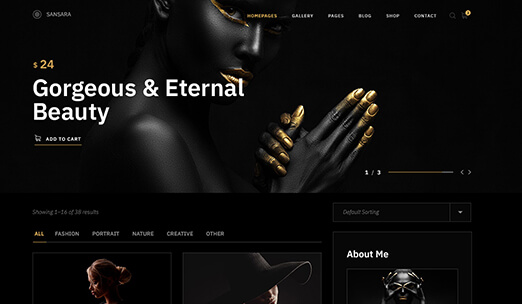 SANSARA
HOMEPAGES GALLERY PAGES BLOG SHOP CONTACT
$ 24
Gorgeous & Eternal
Beauty
ADD TO CART
1 / 3
Showing 1–16 of 38 results
Default Sorting
ALL FASHION PORTRAIT NATURE CREATIVE OTHER
About Me